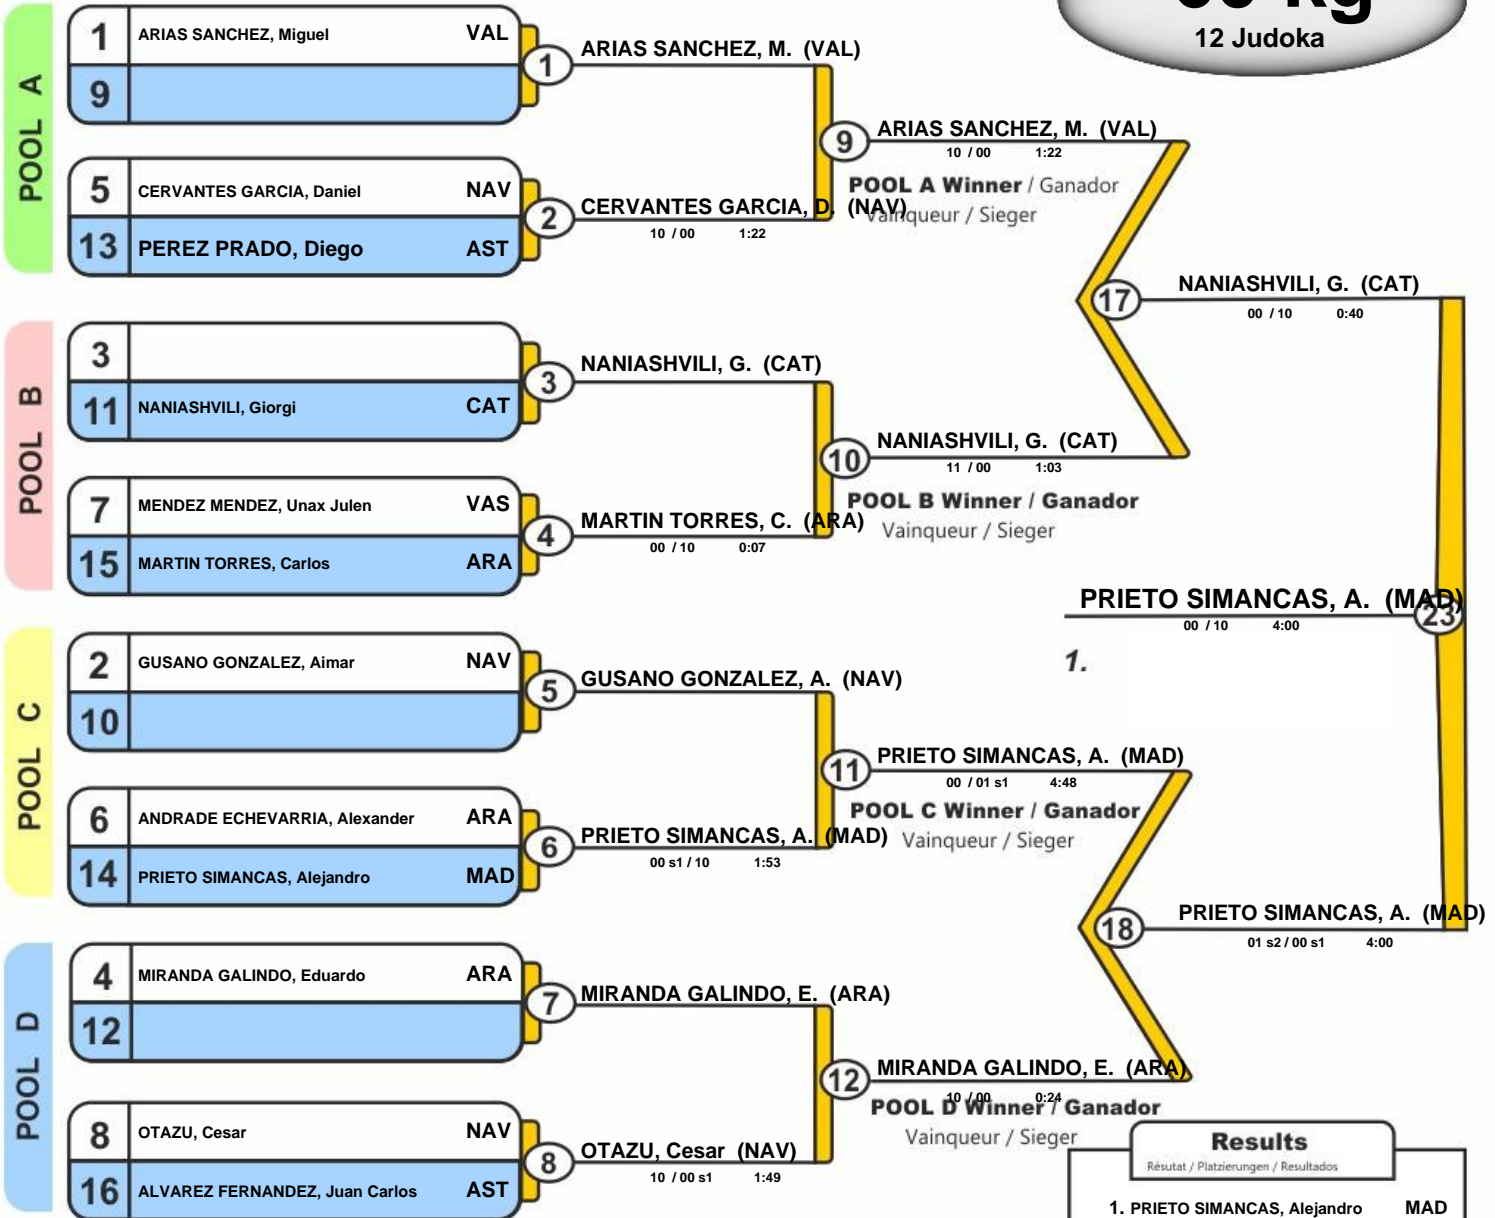 kg
12 Judoka
POOL A
1 ARIAS SANCHEZ, Miguel VAL
9
5 CERVANTES GARCIA, Daniel NAV
13 PEREZ PRADO, Diego AST
POOL B
3
11 NANIASHVILI, Giorgi CAT
7 MENDEZ MENDEZ, Unax Julen VAS
15 MARTIN TORRES, Carlos ARA
POOL C
2 GUSANO GONZALEZ, Aimar NAV
10
6 ANDRADE ECHEVARRIA, Alexander ARA
14 PRIETO SIMANCAS, Alejandro MAD
POOL D
4 MIRANDA GALINDO, Eduardo ARA
12
8 OTAZU, Cesar NAV
16 ALVAREZ FERNANDEZ, Juan Carlos AST
1 ARIAS SANCHEZ, M. (VAL)
2 CERVANTES GARCIA, D. (NAV)
10 / 00 1:22
3 NANIASHVILI, G. (CAT)
4 MARTIN TORRES, C. (ARA)
00 / 10 0:07
5 GUSANO GONZALEZ, A. (NAV)
6 PRIETO SIMANCAS, A. (MAD)
00 s1 / 10 1:53
7 MIRANDA GALINDO, E. (ARA)
8 OTAZU, Cesar (NAV)
10 / 00 s1 1:49
9 ARIAS SANCHEZ, M. (VAL)
10 / 00 1:22
POOL A Winner / Ganador
Vainqueur / Sieger
10 NANIASHVILI, G. (CAT)
11 / 00 1:03
POOL B Winner / Ganador
Vainqueur / Sieger
11 PRIETO SIMANCAS, A. (MAD)
00 / 01 s1 4:48
POOL C Winner / Ganador
Vainqueur / Sieger
12 MIRANDA GALINDO, E. (ARA)
10 / 00 0:24
POOL D Winner / Ganador
Vainqueur / Sieger
17 NANIASHVILI, G. (CAT)
00 / 10 0:40
18 PRIETO SIMANCAS, A. (MAD)
01 s2 / 00 s1 4:00
PRIETO SIMANCAS, A. (MAD) 23
00 / 10 4:00
1.
Results
Résutat / Platzierungen / Resultados
1. PRIETO SIMANCAS, Alejandro MAD